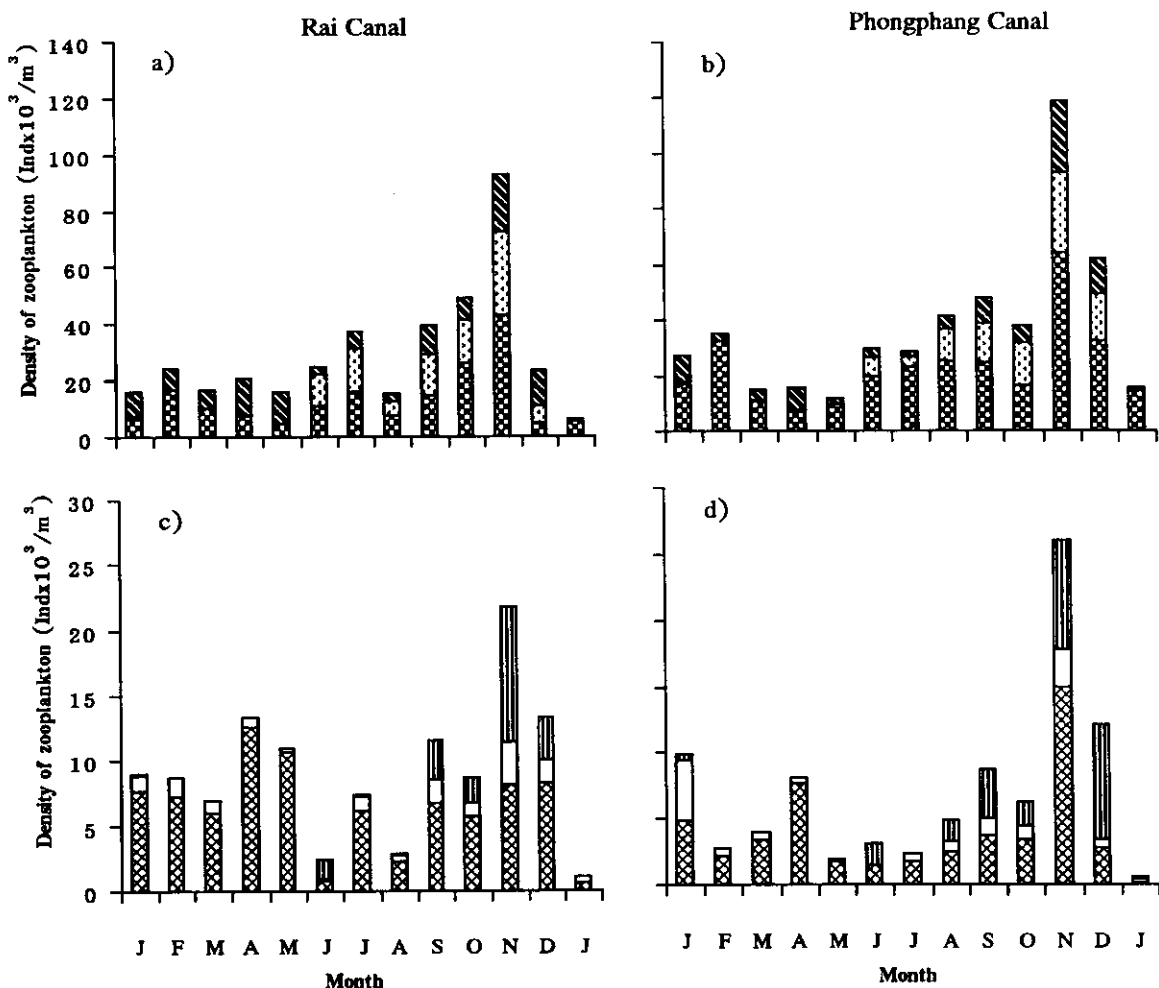 Rai Canal
Phongphang Canal
a)
b)
Density of zooplankton (Indx10³/m³)
140
120
100
80
60
40
20
0
c)
d)
Density of zooplankton (Indx10³/m³)
30
25
20
15
10
5
0
J F M A M J J A S O N D J
J F M A M J J A S O N D J
Month
Month